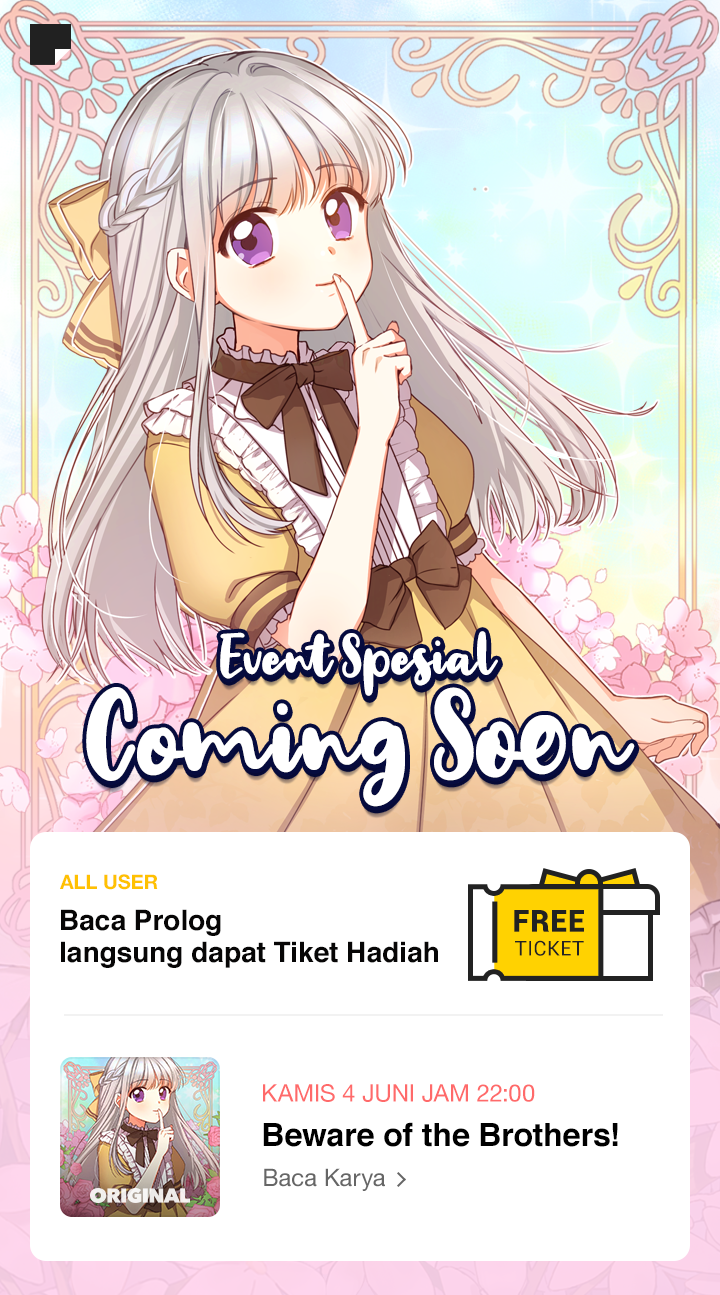 Event Spesial
Coming Soon
ALL USER
Baca Prolog
langsung dapat Tiket Hadiah
FREE
TICKET
KAMIS 4 JUNI JAM 22:00
Beware of the Brothers!
Baca Karya >
ORIGINAL